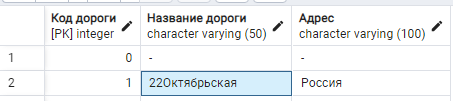 Код дороги Название дороги Адрес
[PK] integer character varying (50) character varying (100)
1 0 - -
2 1 22Октябрьская Россия